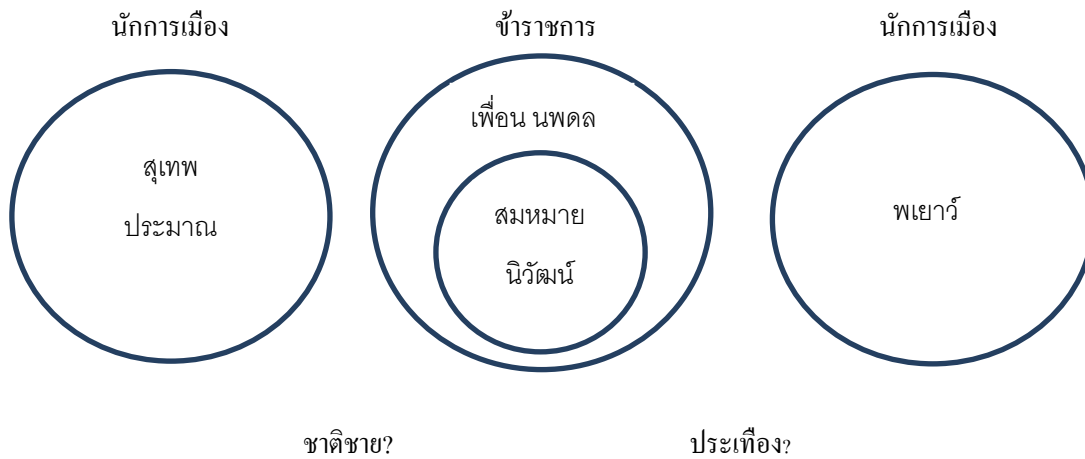 นักการเมือง ข้าราชการ นักการเมือง
เพื่อน นพดล
สุเทพ
ประมาณ
สมหมาย
นิวัฒน์
พเยาว์
ชาติชาย? ประเทือง?